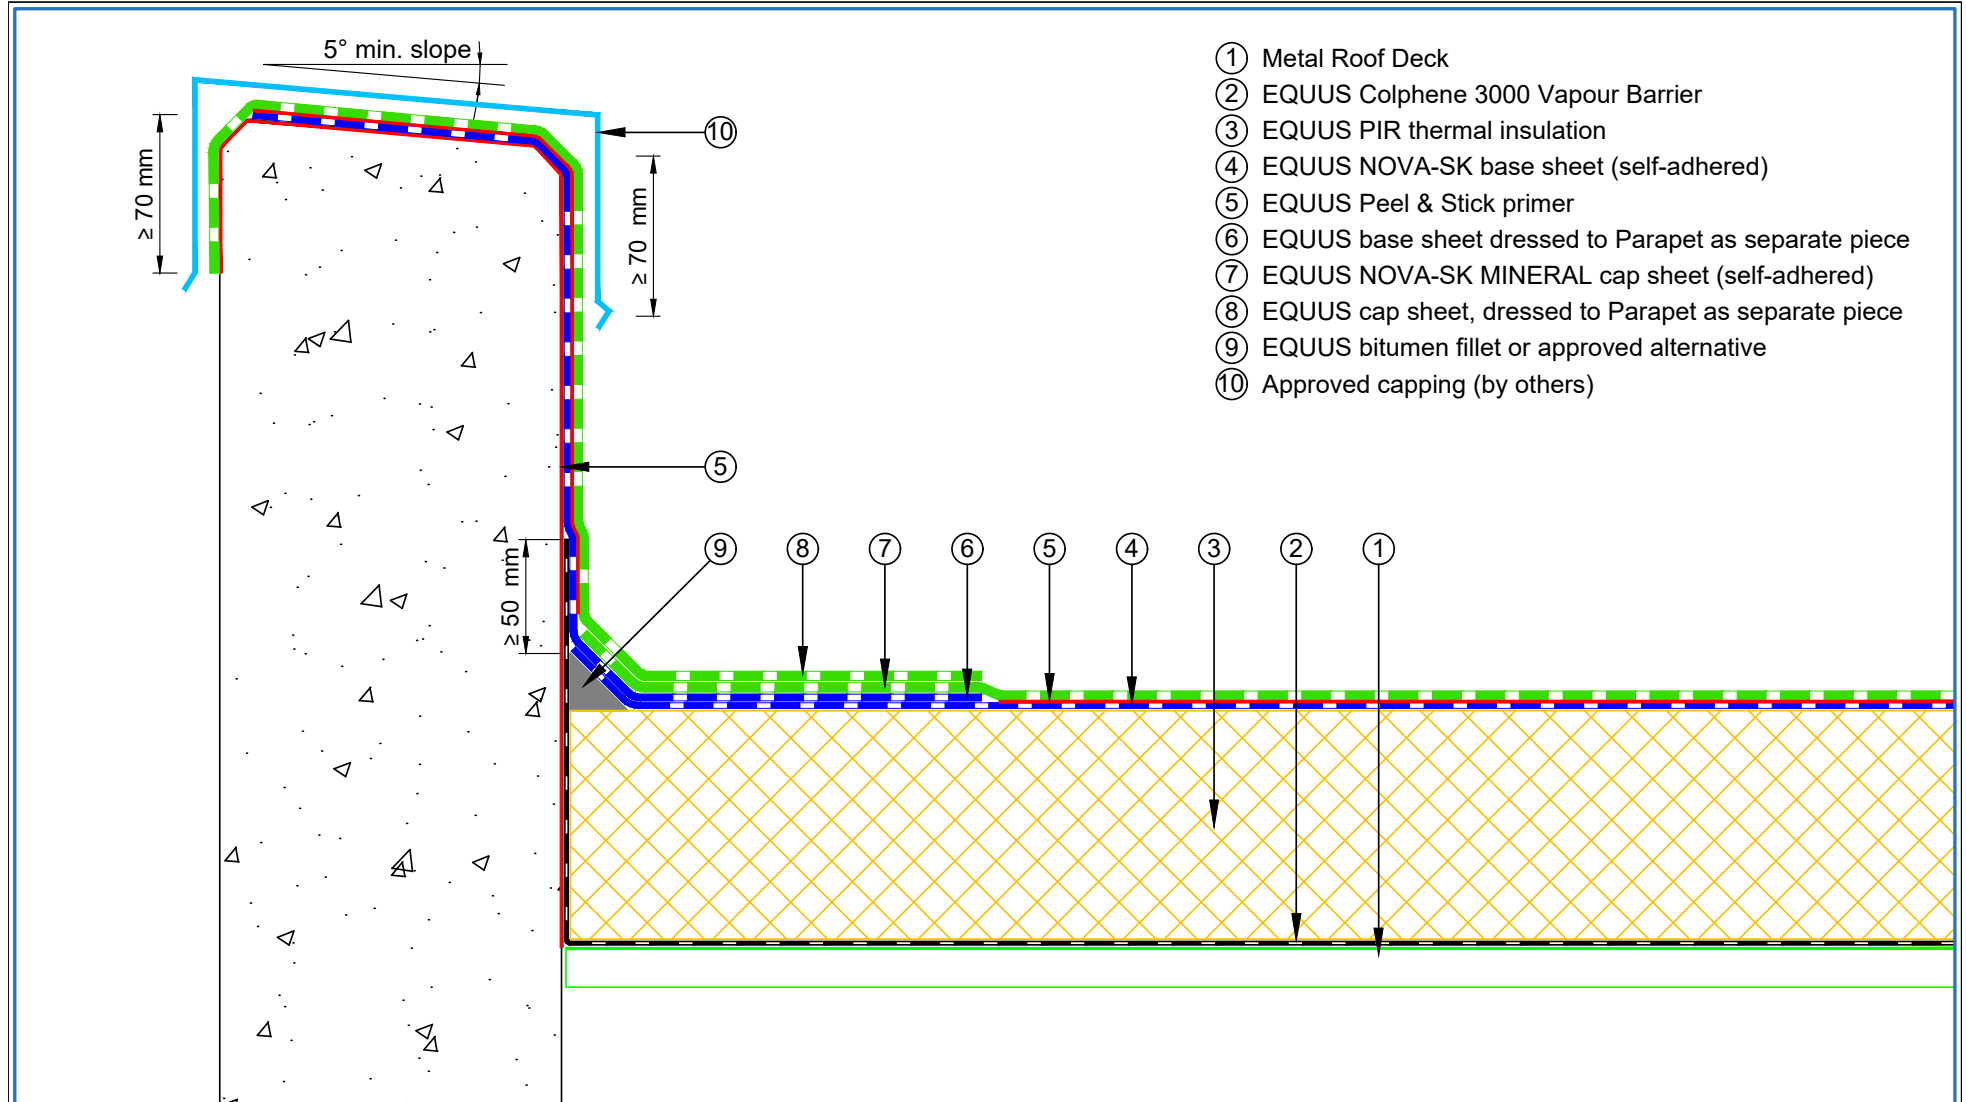 5° min. slope
① Metal Roof Deck
② EQUUS Colphene 3000 Vapour Barrier
③ EQUUS PIR thermal insulation
④ EQUUS NOVA-SK base sheet (self-adhered)
⑤ EQUUS Peel & Stick primer
⑥ EQUUS base sheet dressed to Parapet as separate piece
⑦ EQUUS NOVA-SK MINERAL cap sheet (self-adhered)
⑧ EQUUS cap sheet, dressed to Parapet as separate piece
⑨ EQUUS bitumen fillet or approved alternative
⑩ Approved capping (by others)
⑩
≥ 70 mm
≥ 70 mm
⑤
≥ 50 mm
⑨ ⑧ ⑦ ⑥ ⑤ ④ ③ ② ①